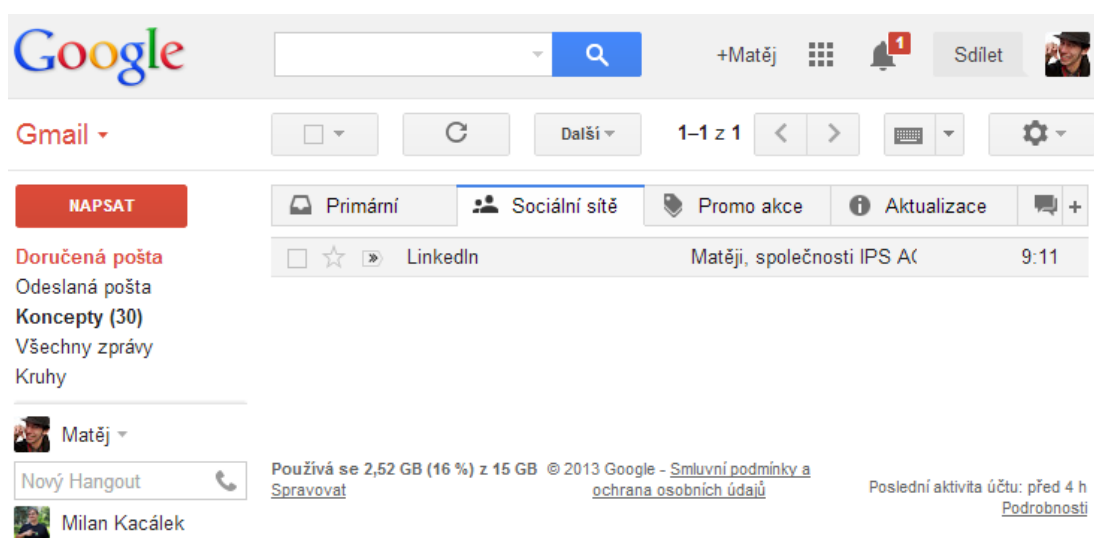 Google
+Matěj
1
Sdílet
Gmail
Další
1–1 z 1
NAPSAT
Primární
Sociální sítě
Promo akce
Aktualizace
+
Doručená pošta
LinkedIn
Matěji, společnosti IPS
9:11
Odeslaná pošta
Koncepty (30)
Všechny zprávy
Kruhy
Matěj
Nový Hangout
Milan Kacálek
Používá se 2,52 GB (16 %) z 15 GB
Spravovat
© 2013 Google - Smluvní podmínky a
ochrana osobních údajů
Poslední aktivita účtu: před 4 h
Podrobnosti